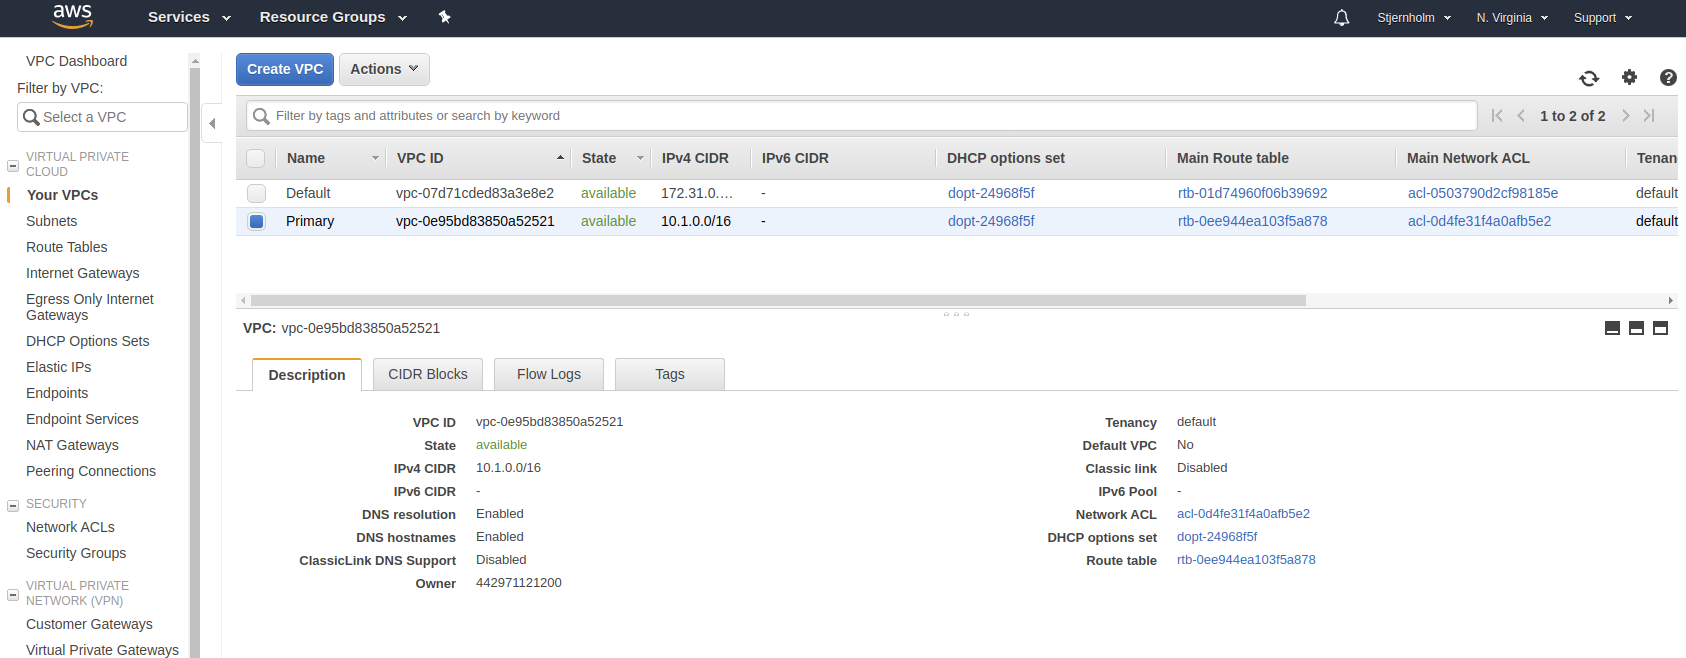 aws Services Resource Groups Stjernholm N. Virginia Support
VPC Dashboard
Filter by VPC:
Select a VPC
VIRTUAL PRIVATE
CLOUD
Your VPCs
Subnets
Route Tables
Internet Gateways
Egress Only Internet
Gateways
DHCP Options Sets
Elastic IPs
Endpoints
Endpoint Services
NAT Gateways
Peering Connections
SECURITY
Network ACLs
Security Groups
VIRTUAL PRIVATE
NETWORK (VPN)
Customer Gateways
Virtual Private Gateways
Create VPC Actions
Filter by tags and attributes or search by keyword 1 to 2 of 2
Name VPC ID State IPv4 CIDR IPv6 CIDR DHCP options set Main Route table Main Network ACL Tenan
Default vpc-07d71cded83a3e8e2 available 172.31.0.... - dopt-24968f5f rtb-01d74960f06b39692 acl-0503790d2cf98185e default
Primary vpc-0e95bd83850a52521 available 10.1.0.0/16 - dopt-24968f5f rtb-0ee944ea103f5a878 acl-0d4fe31f4a0afb5e2 default
VPC: vpc-0e95bd83850a52521
Description CIDR Blocks Flow Logs Tags
VPC ID vpc-0e95bd83850a52521 Tenancy default
State available Default VPC No
IPv4 CIDR 10.1.0.0/16 Classic link Disabled
IPv6 CIDR - IPv6 Pool -
DNS resolution Enabled Network ACL acl-0d4fe31f4a0afb5e2
DNS hostnames Enabled DHCP options set dopt-24968f5f
ClassicLink DNS Support Disabled Route table rtb-0ee944ea103f5a878
Owner 442971121200